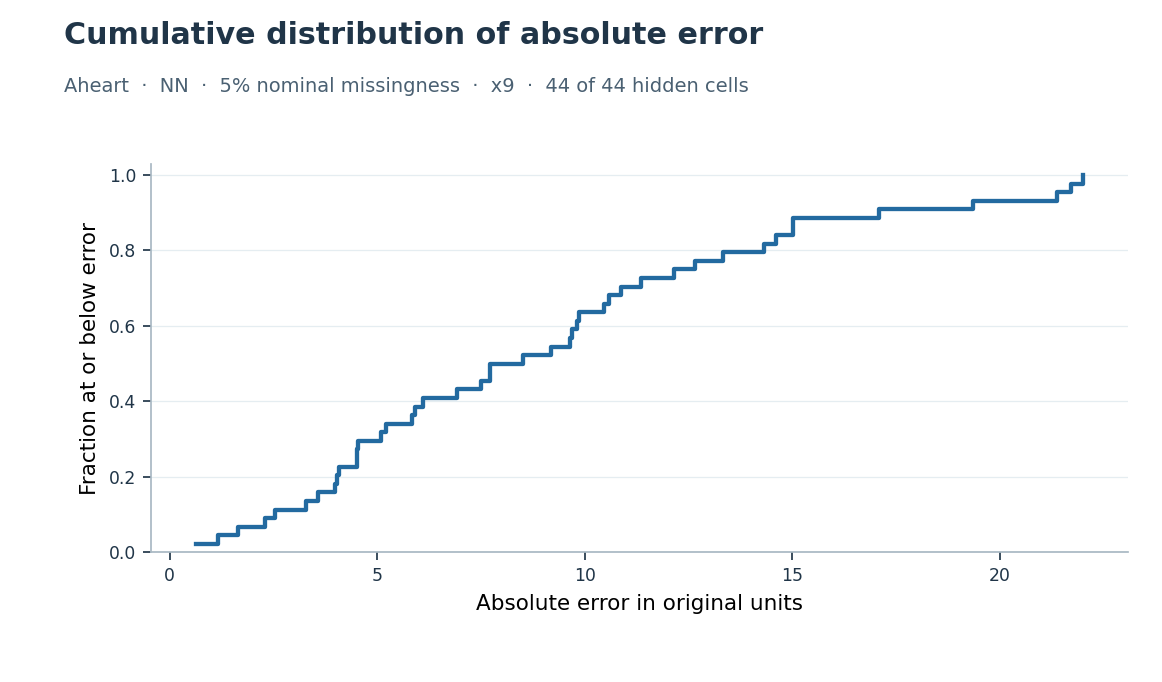 Cumulative distribution of absolute error
Aheart · NN · 5% nominal missingness · x9 · 44 of 44 hidden cells
Fraction at or below error
1.0
0.8
0.6
0.4
0.2
0.0
0 5 10 15 20
Absolute error in original units